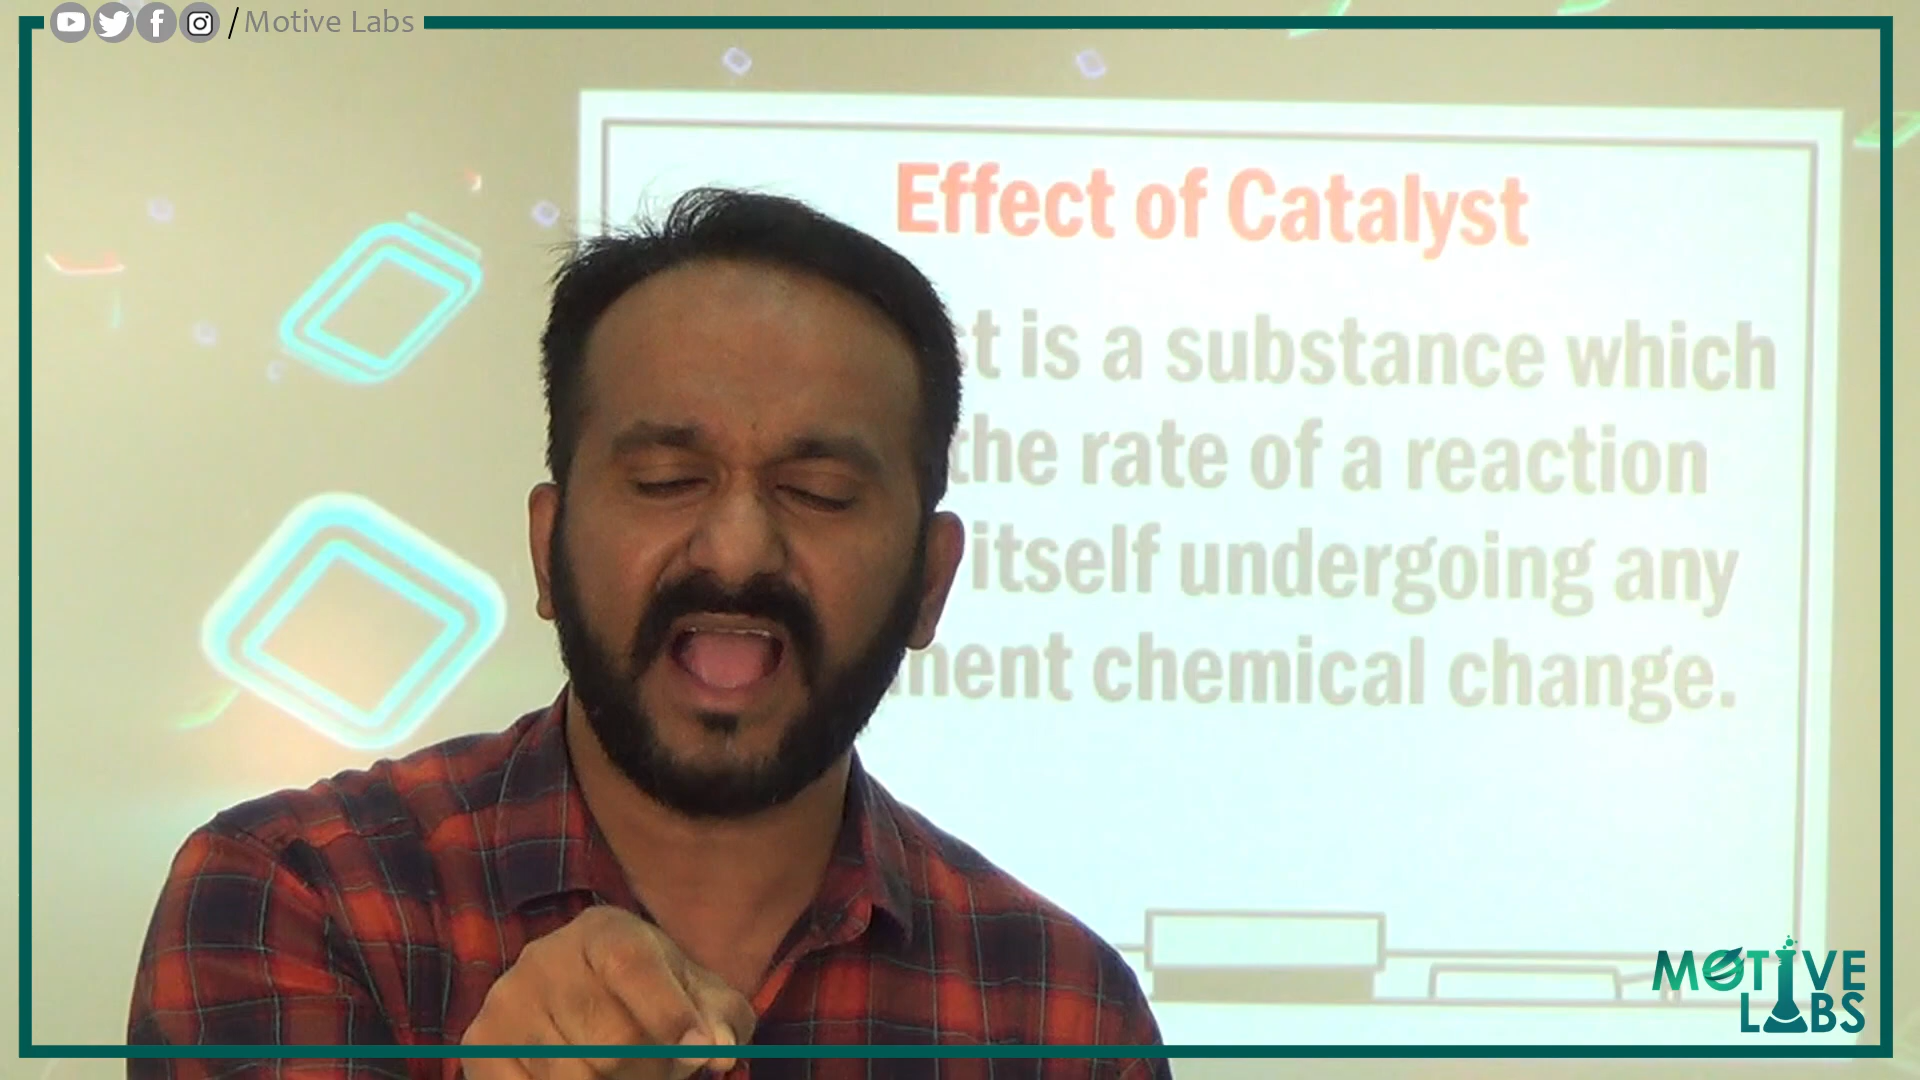 /Motive Labs
Effect of Catalyst
is a substance which
the rate of a reaction
itself undergoing any
chemical change.
MOTIVE
LABS